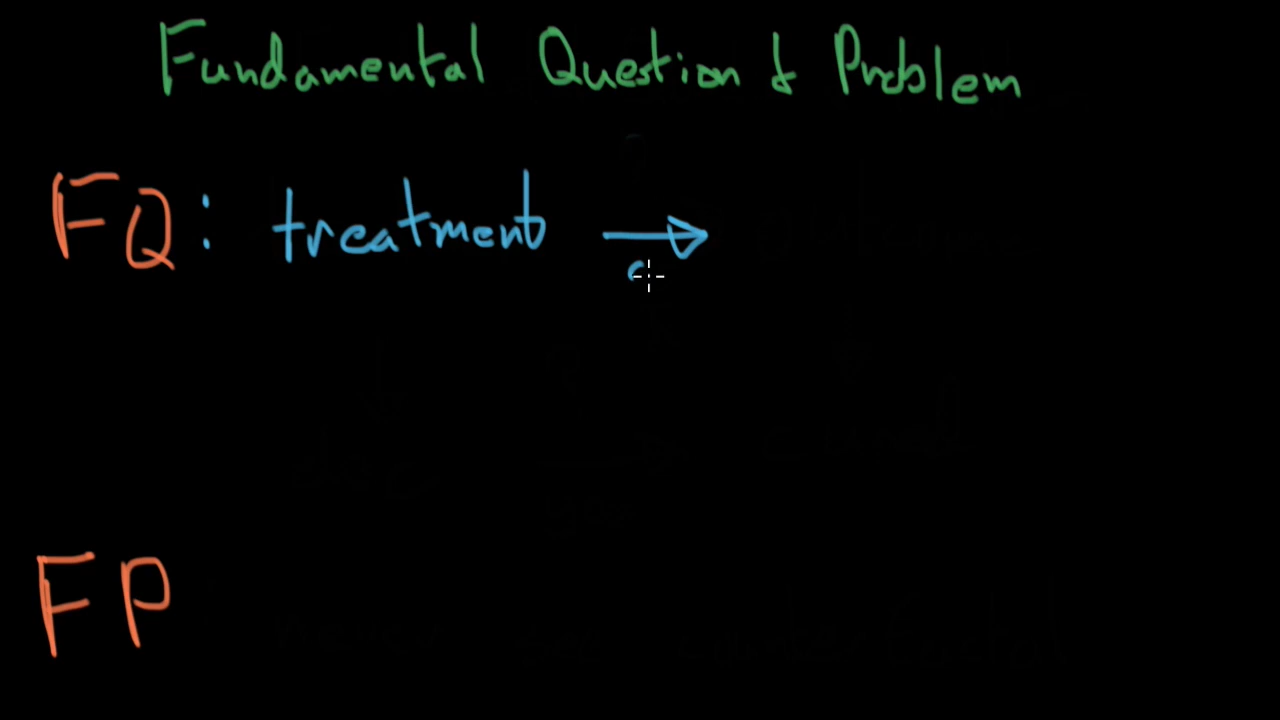 Fundamental Question & Problem
FQ: treatment →
FP